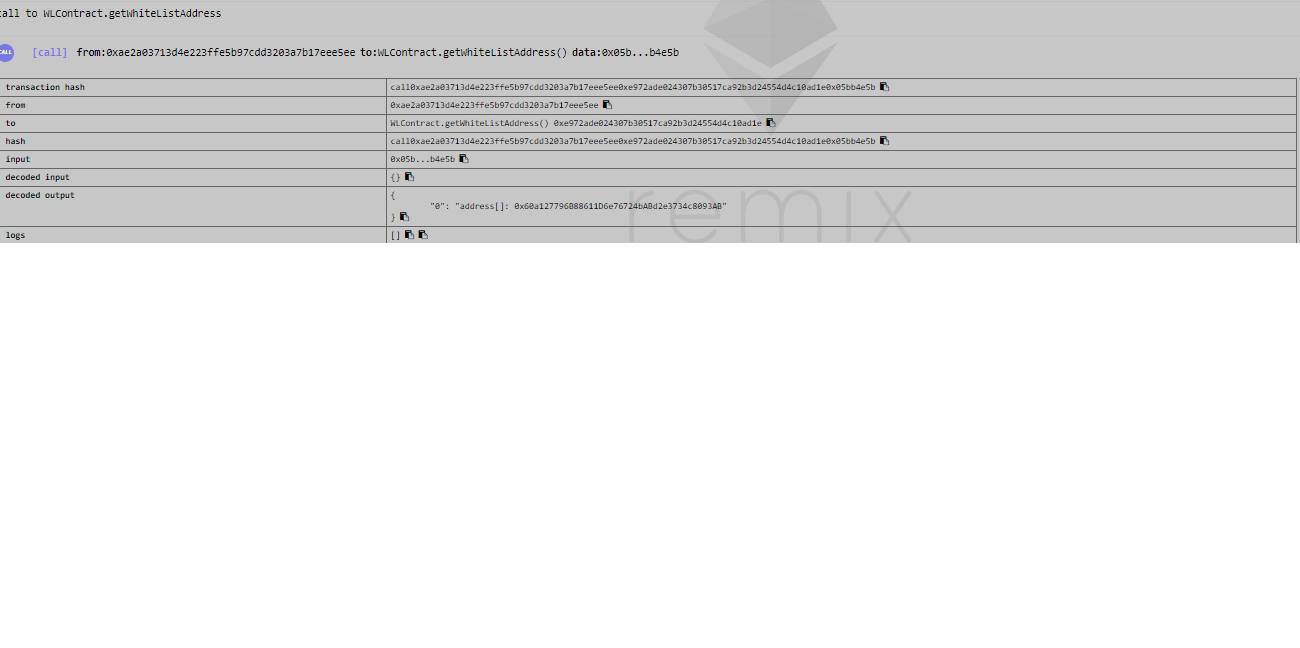 call to WLContract.getWhiteListAddress
CALL [call] from:0xae2a03713d4e223ffe5b97cdd3203a7b17eee5ee to:WLContract.getWhiteListAddress() data:0x05b...b4e5b
transaction hash call0xae2a03713d4e223ffe5b97cdd3203a7b17eee5ee0xe972ade024307b30517ca92b3d24554d4c10ad1e0x05bb4e5b
from 0xae2a03713d4e223ffe5b97cdd3203a7b17eee5ee
to WLContract.getWhiteListAddress() 0xe972ade024307b30517ca92b3d24554d4c10ad1e
hash call0xae2a03713d4e223ffe5b97cdd3203a7b17eee5ee0xe972ade024307b30517ca92b3d24554d4c10ad1e0x05bb4e5b
input 0x05b...b4e5b
decoded input {}
decoded output {
"0": "address[]: 0x60a127796B88611D6e76724bABd2e3734c8093AB"
}
remix
logs []